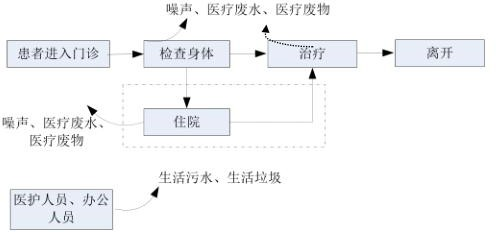 噪声、医疗废水、医疗废物
患者进入门诊
检查身体
治疗
离开
噪声、医疗废水、
医疗废物
住院
生活污水、生活垃圾
医护人员、办公
人员